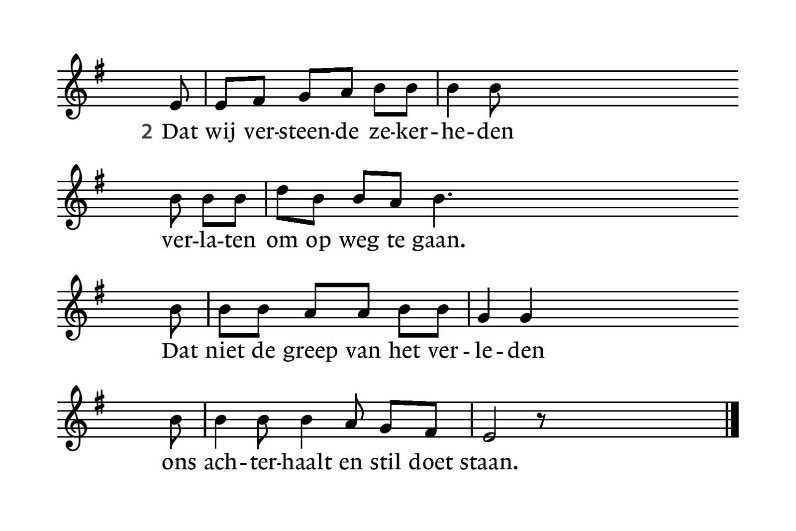 2 Dat wij ver-steen-de ze-ker-he-den
ver-la-ten om op weg te gaan.
Dat niet de greep van het ver-le-den
ons ach-ter-haalt en stil doet staan.